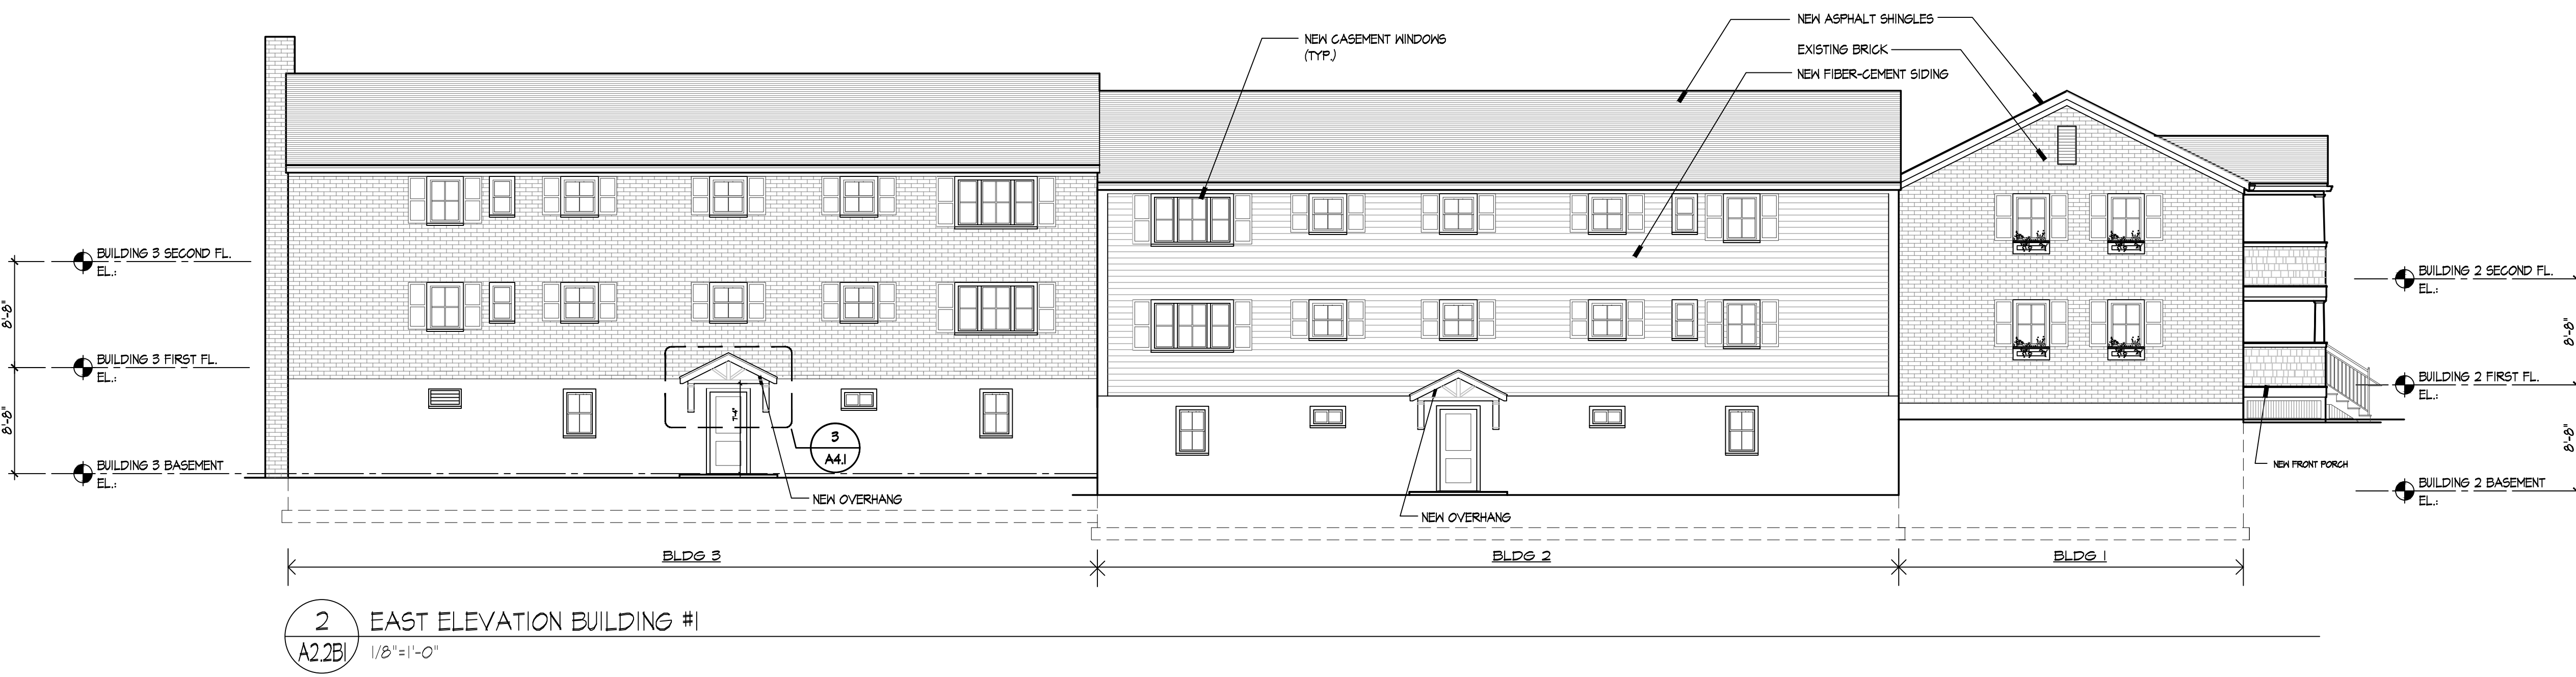 NEW ASPHALT SHINGLES
NEW CASEMENT WINDOWS
(TYP.)
EXISTING BRICK
NEW FIBER-CEMENT SIDING
BUILDING 3 SECOND FL.
EL.:
8'-8"
BUILDING 3 FIRST FL.
EL.:
8'-8"
BUILDING 3 BASEMENT
EL.:
7'-4"
3
A4.1
NEW OVERHANG
NEW OVERHANG
BUILDING 2 SECOND FL.
EL.:
8'-8"
BUILDING 2 FIRST FL.
EL.:
8'-8"
NEW FRONT PORCH
BUILDING 2 BASEMENT
EL.:
BLDG 3
BLDG 2
BLDG 1
2
A2.2B1
EAST ELEVATION BUILDING #1
1/8"=1'-0"